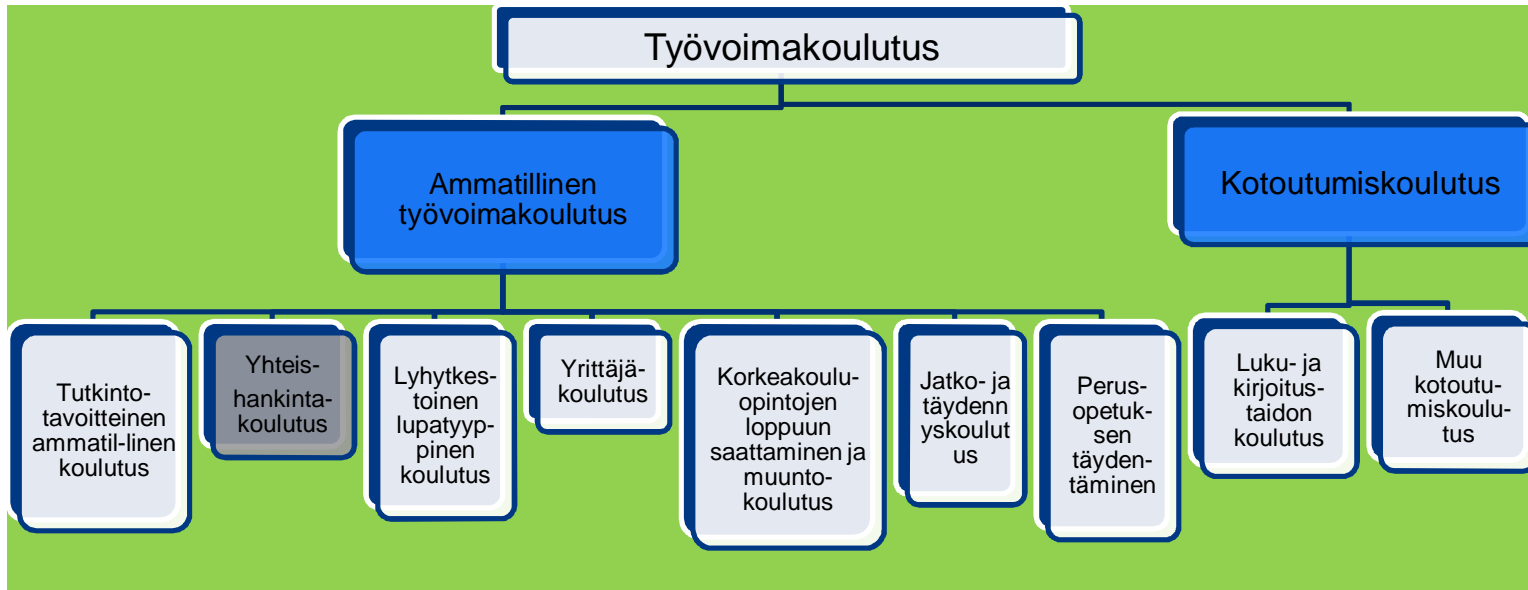 Työvoimakoulutus
Ammatillinen
työvoimakoulutus
Kotoutumiskoulutus
Tutkinto-
tavoitteinen
ammatil-linen
koulutus
Yhteis-
hankinta-
koulutus
Lyhytkes-
toinen
lupatyyp-
pinen
koulutus
Yrittäjä-
koulutus
Korkeakoulu-
opintojen
loppuun
saattaminen ja
muunto-
koulutus
Jatko- ja
täydenn
yskoulut
us
Perus-
opetuk-
sen
täyden-
täminen
Luku- ja
kirjoitus-
taidon
koulutus
Muu
kotoutu-
miskoulu-
tus